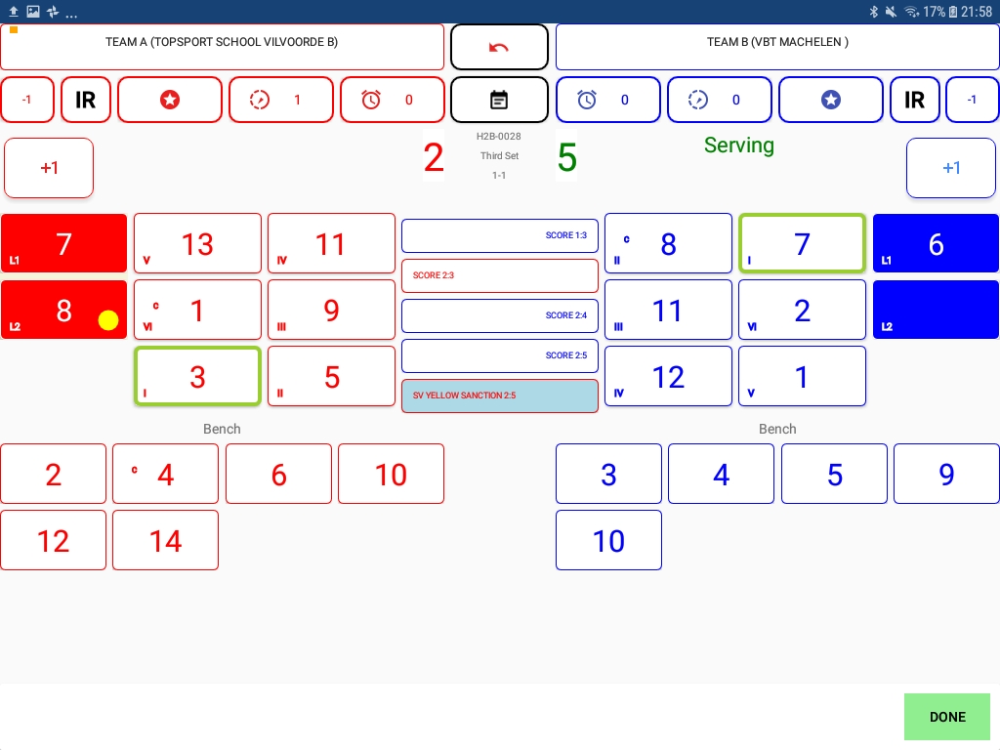 ... 17% 21:58
TEAM A (TOPSPORT SCHOOL VILVOORDE B) TEAM B (VBT MACHELEN )
-1 IR 1 0 0 0 IR -1
+1 2 H2B-0028 5 Serving +1
Third Set
1-1
7 L1 13 V 11 IV SCORE 1:3 C 8 II 7 I 6 L1
SCORE 2:3
8 L2 C 1 VI 9 III SCORE 2:4 11 III 2 VI L2
SCORE 2:5
3 I 5 II SV YELLOW SANCTION 2:5 12 IV 1 V
Bench Bench
2 C 4 6 10 3 4 5 9
12 14 10
DONE